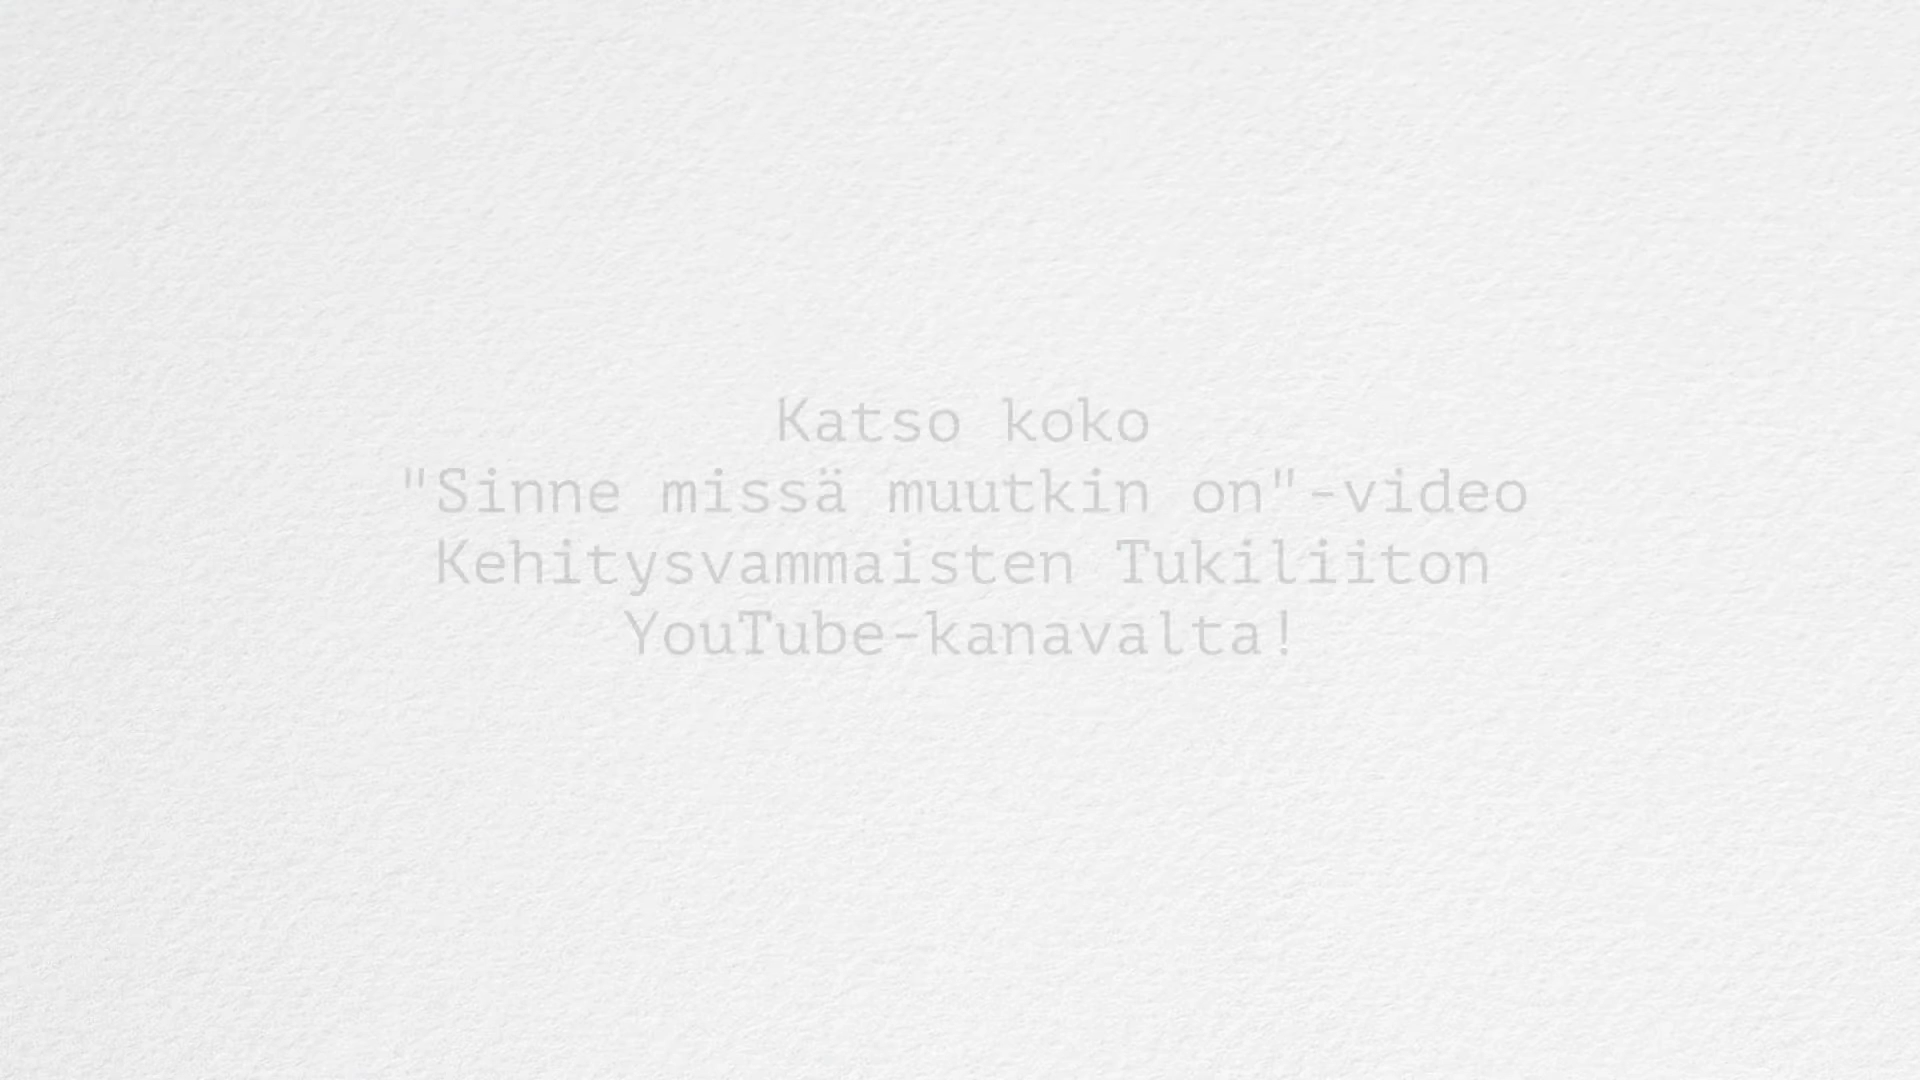 Katso koko
"Sinne missä muutkin on"-video
Kehitysvammaisten Tukiliiton
YouTube-kanavalta!